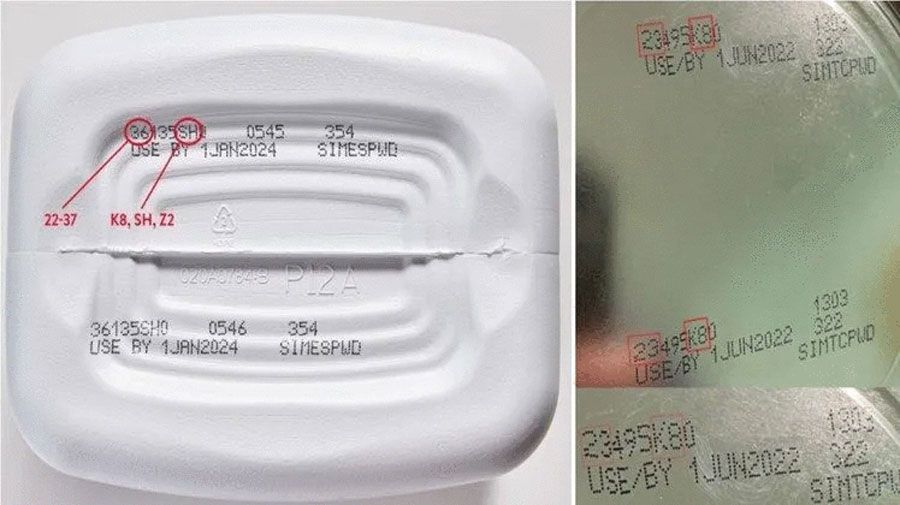 36135SH0 0545 354
USE BY 1JAN2024 SIMESPWD
22-37 K8, SH, Z2
P12A
36135SH0 0546 354
USE BY 1JAN2024 SIMESPWD
23495K80 1303
USE/BY 1JUN2022 322
SIMTCPWD
23495K80 1303
USE/BY 1JUN2022 322
SIMTCPWD
23495K80 1303
USE/BY 1JUN2022 322
SIMTCPWD